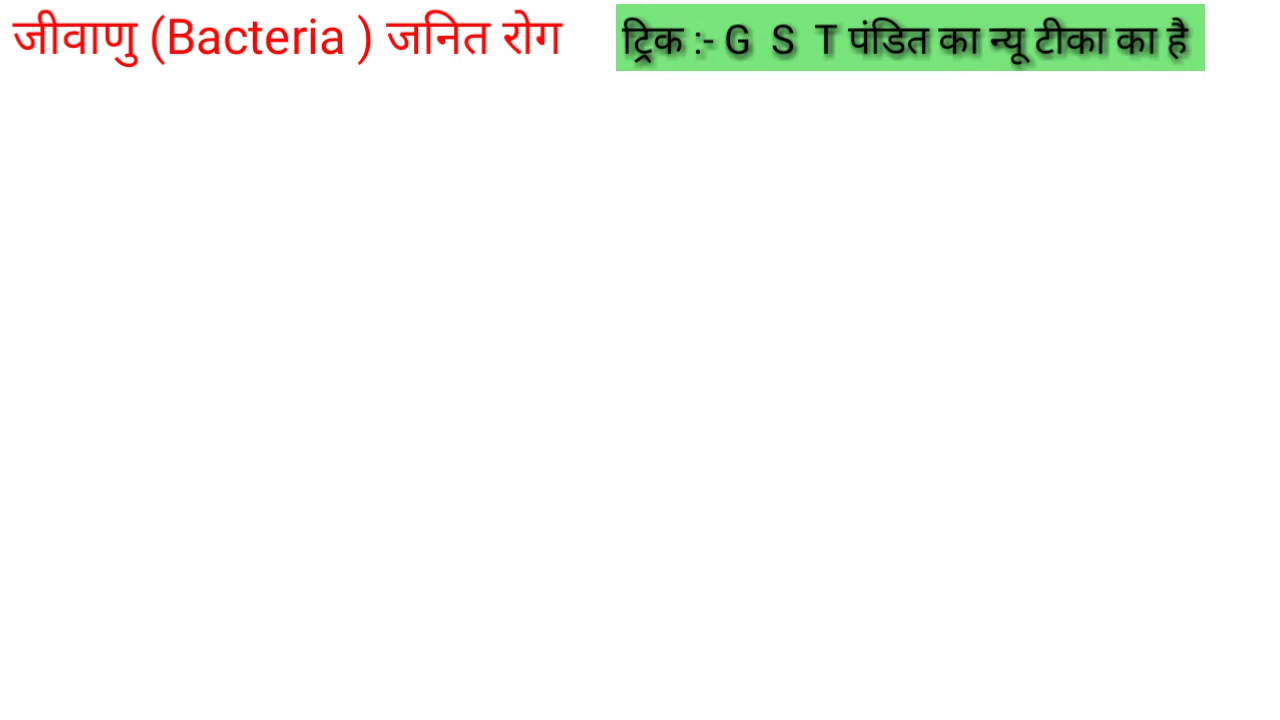 जीवाणु (Bacteria ) जनित रोग
ट्रिक :- G S T पंडित का न्यू टीका का है